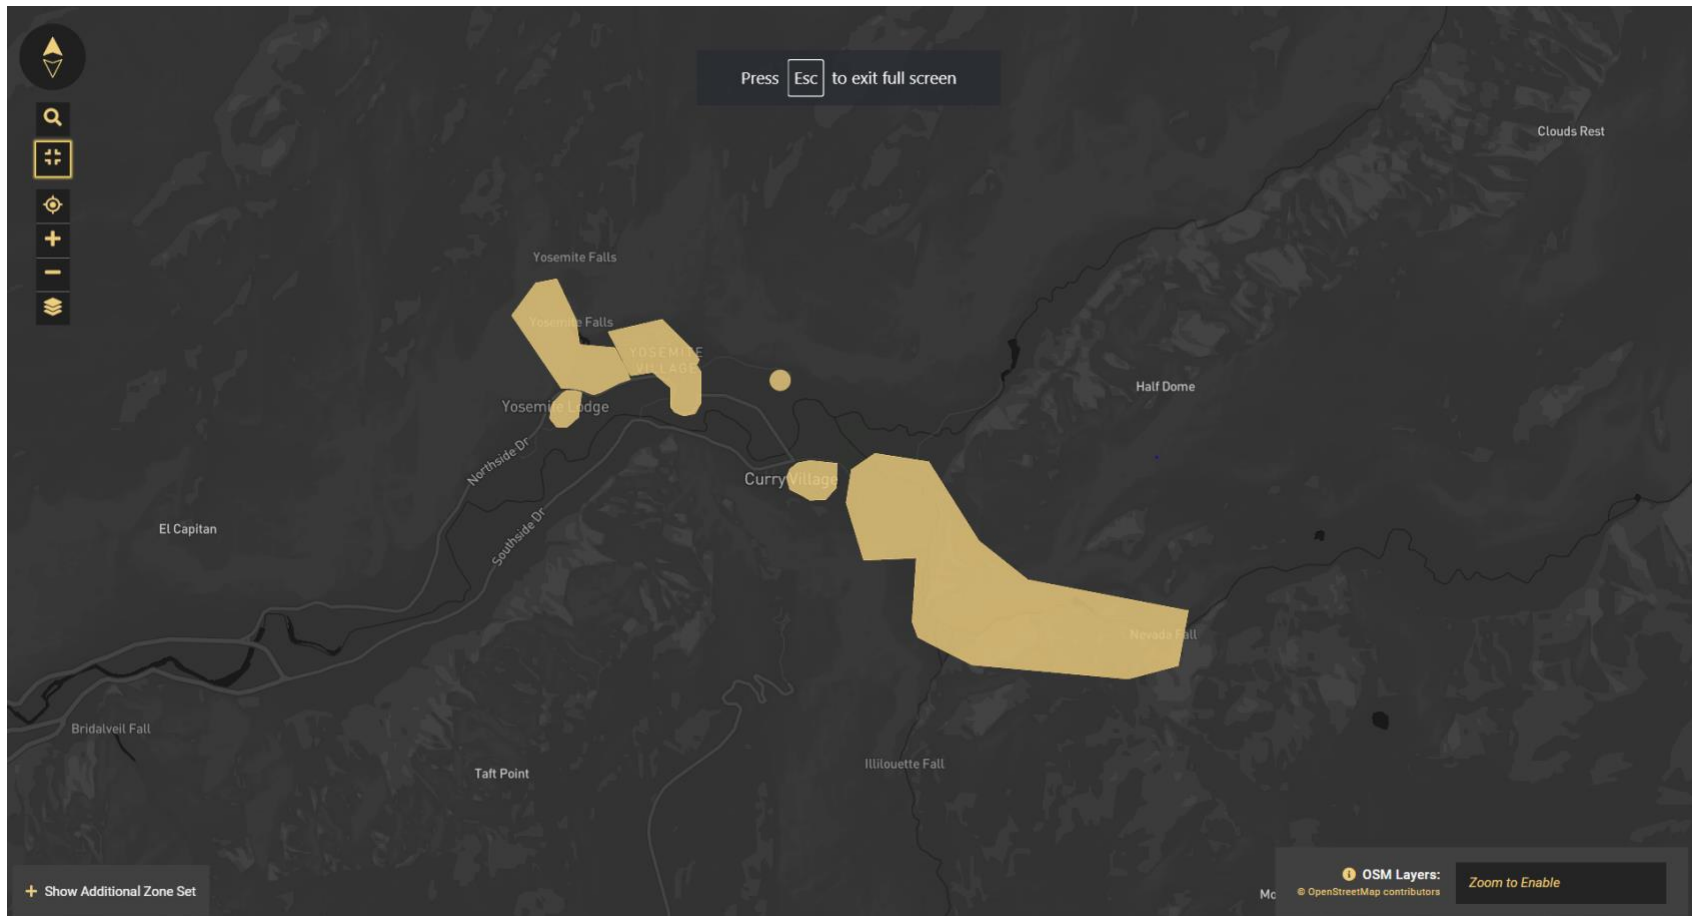 Press Esc to exit full screen
Clouds Rest
Yosemite Falls
Yosemite Falls
YOSEMITE
VILLAGE
Half Dome
Yosemite Lodge
Northside Dr
Curry Village
Southside Dr
El Capitan
Nevada Fall
Bridalveil Fall
Illilouette Fall
Taft Point
OSM Layers:
© OpenStreetMap contributors
Zoom to Enable
Show Additional Zone Set
Mo